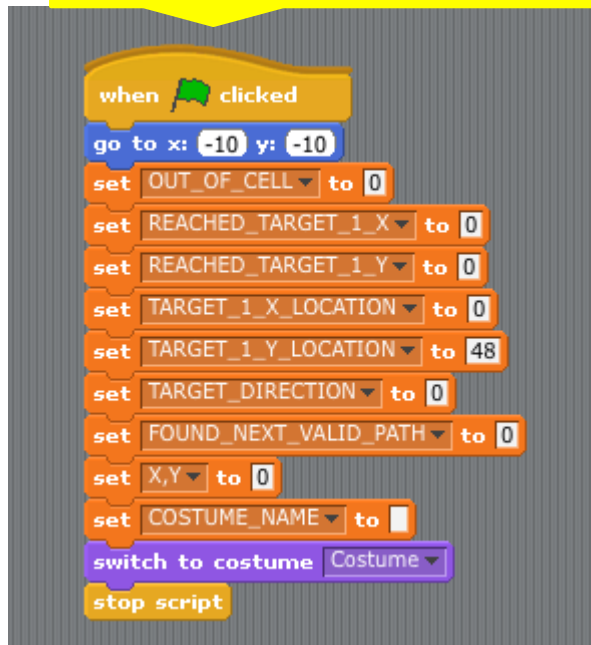 when clicked
go to x: -10 y: -10
set OUT_OF_CELL to 0
set REACHED_TARGET_1_X to 0
set REACHED_TARGET_1_Y to 0
set TARGET_1_X_LOCATION to 0
set TARGET_1_Y_LOCATION to 48
set TARGET_DIRECTION to 0
set FOUND_NEXT_VALID_PATH to 0
set X,Y to 0
set COSTUME_NAME to
switch to costume Costume
stop script